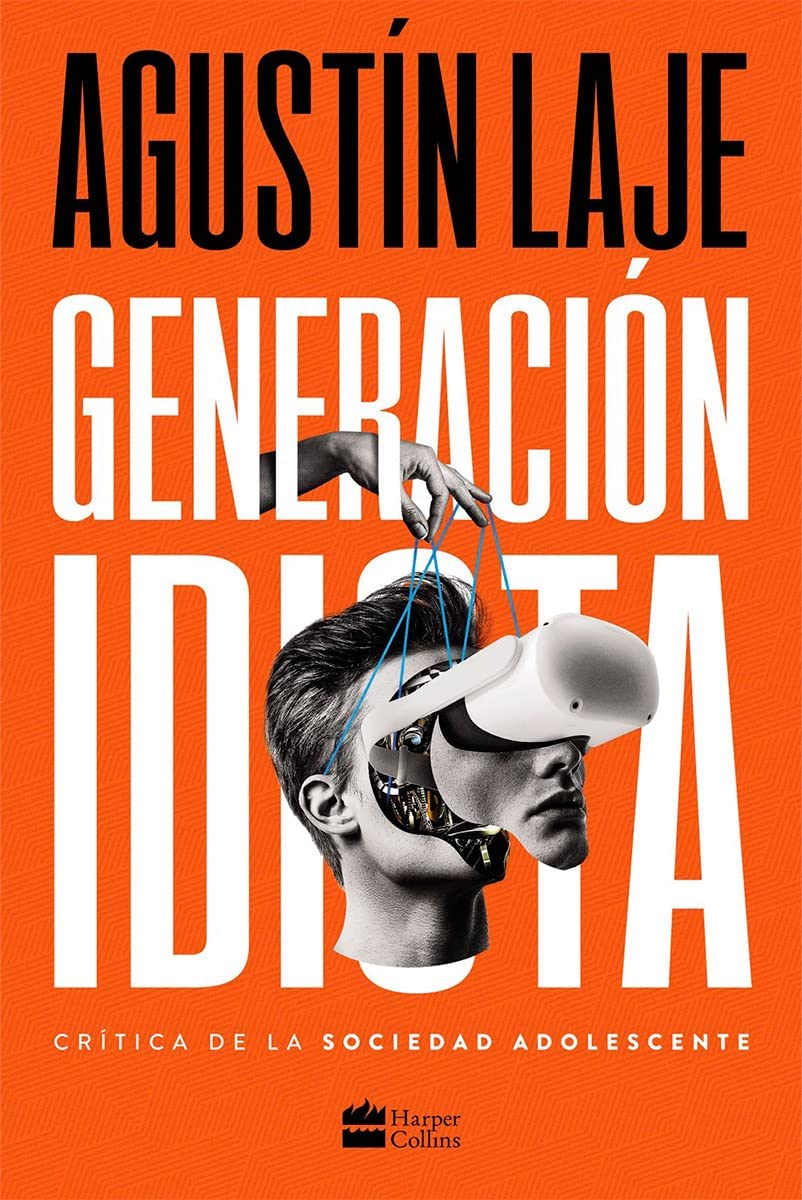 AGUSTÍN LAJE
GENERACIÓN
IDIOTA
CRÍTICA DE LA SOCIEDAD ADOLESCENTE
Harper
Collins